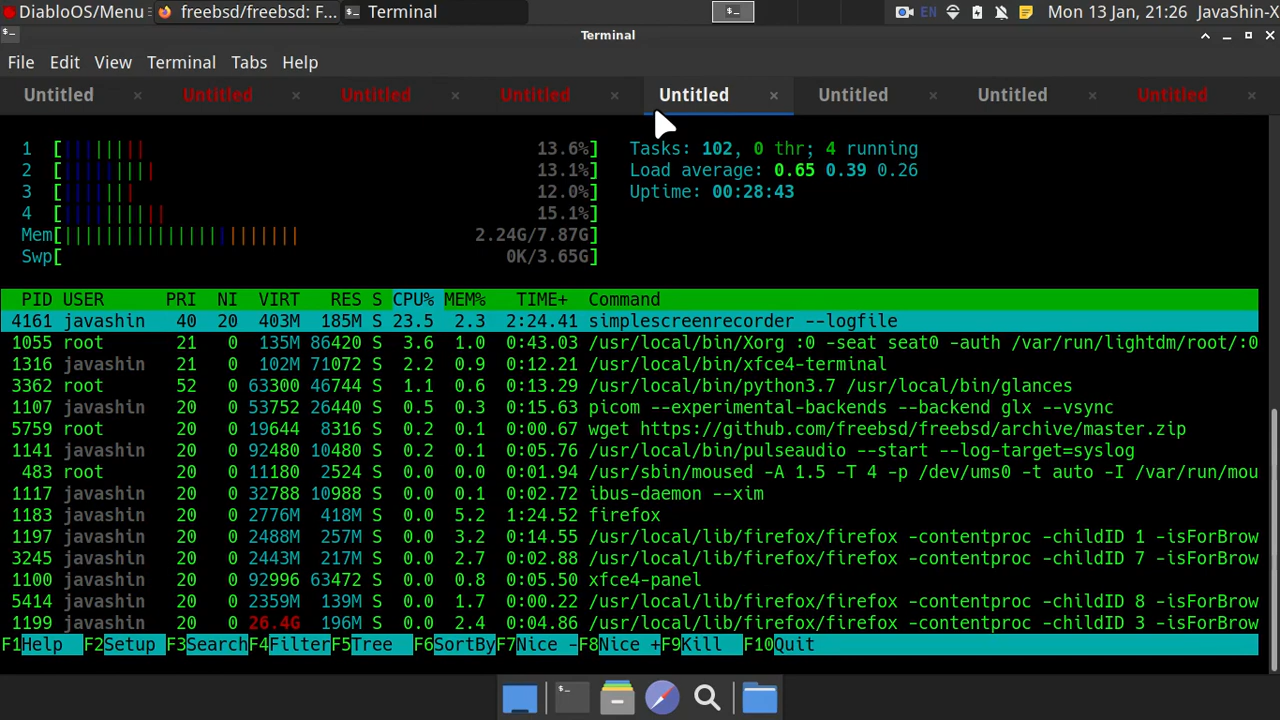 DiabloOS/Menu freebsd/freebsd: F... Terminal EN Mon 13 Jan, 21:26 JavaShin-X
Terminal
File Edit View Terminal Tabs Help
Untitled × Untitled × Untitled × Untitled × Untitled × Untitled × Untitled × Untitled ×
1 [||||||||| 13.6%] Tasks: 102, 0 thr; 4 running
2 [|||||||||| 13.1%] Load average: 0.65 0.39 0.26
3 [|||||||| 12.0%] Uptime: 00:28:43
4 [||||||||||| 15.1%]
Mem[||||||||||||||||||||||| 2.24G/7.87G]
Swp[ 0K/3.65G]
PID USER PRI NI VIRT RES S CPU% MEM% TIME+ Command
4161 javashin 40 20 403M 185M S 23.5 2.3 2:24.41 simplescreenrecorder --logfile
1055 root 21 0 135M 86420 S 3.6 1.0 0:43.03 /usr/local/bin/Xorg :0 -seat seat0 -auth /var/run/lightdm/root/:0
1316 javashin 21 0 102M 71072 S 2.2 0.9 0:12.21 /usr/local/bin/xfce4-terminal
3362 root 52 0 63300 46744 S 1.1 0.6 0:13.29 /usr/local/bin/python3.7 /usr/local/bin/glances
1107 javashin 20 0 53752 26440 S 0.5 0.3 0:15.63 picom --experimental-backends --backend glx --vsync
5759 root 20 0 19644 8316 S 0.2 0.1 0:00.67 wget https://github.com/freebsd/freebsd/archive/master.zip
1141 javashin 20 0 92480 10480 S 0.2 0.1 0:05.76 /usr/local/bin/pulseaudio --start --log-target=syslog
483 root 20 0 11180 2524 S 0.0 0.0 0:01.94 /usr/sbin/moused -A 1.5 -T 4 -p /dev/ums0 -t auto -I /var/run/mou
1117 javashin 20 0 32788 10988 S 0.0 0.1 0:02.72 ibus-daemon --xim
1183 javashin 20 0 2776M 418M S 0.0 5.2 1:24.52 firefox
1197 javashin 20 0 2488M 257M S 0.0 3.2 0:14.55 /usr/local/lib/firefox/firefox -contentproc -childID 1 -isForBrow
3245 javashin 20 0 2443M 217M S 0.0 2.7 0:02.88 /usr/local/lib/firefox/firefox -contentproc -childID 7 -isForBrow
1100 javashin 20 0 92996 63472 S 0.0 0.8 0:05.50 xfce4-panel
5414 javashin 20 0 2359M 139M S 0.0 1.7 0:00.22 /usr/local/lib/firefox/firefox -contentproc -childID 8 -isForBrow
1199 javashin 20 0 26.4G 196M S 0.0 2.4 0:04.86 /usr/local/lib/firefox/firefox -contentproc -childID 3 -isForBrow
F1Help F2Setup F3SearchF4FilterF5Tree F6SortByF7Nice -F8Nice +F9Kill F10Quit